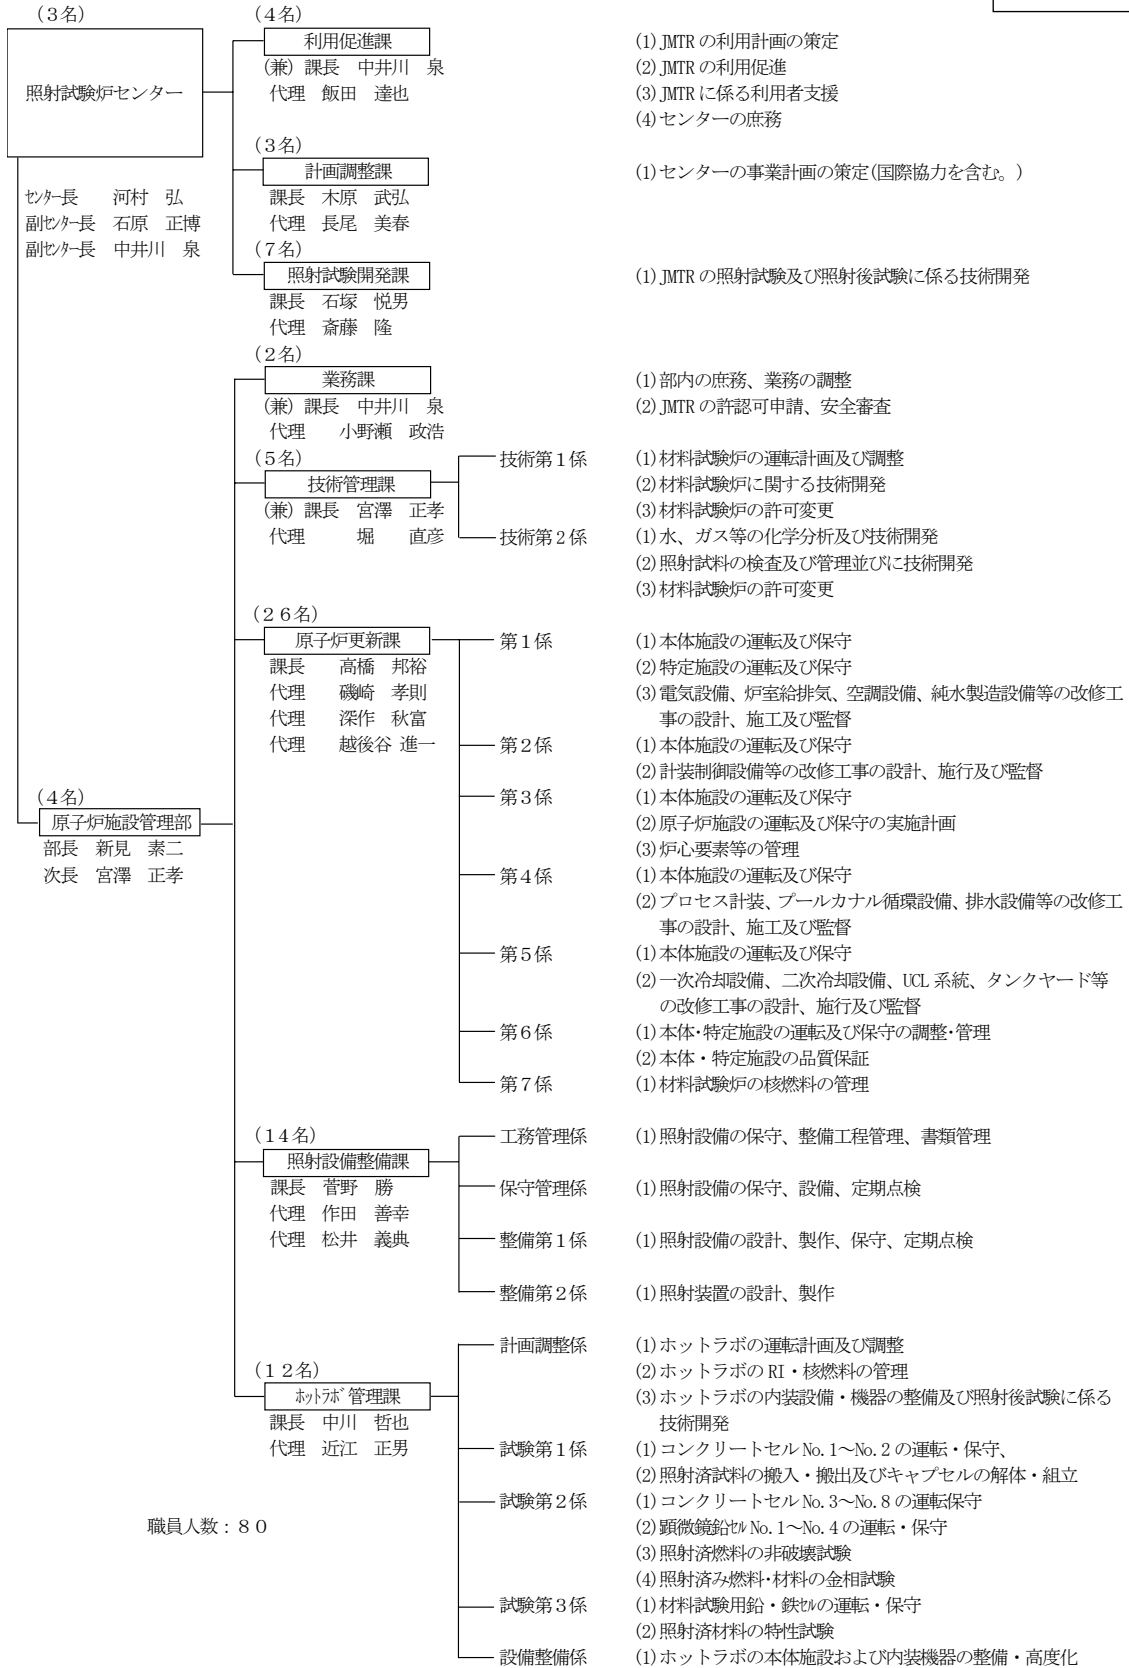 (3名)
照射試験炉センター
センター長　河村　弘
副センター長　石原　正博
副センター長　中井川　泉
(4名)
利用促進課
(兼) 課長　中井川　泉
代理　飯田　達也
(1)JMTR の利用計画の策定
(2)JMTR の利用促進
(3)JMTR に係る利用者支援
(4)センターの庶務
(3名)
計画調整課
課長　木原　武弘
代理　長尾　美春
(1)センターの事業計画の策定(国際協力を含む。)
(7名)
照射試験開発課
課長　石塚　悦男
代理　斎藤　隆
(1)JMTR の照射試験及び照射後試験に係る技術開発
(4名)
原子炉施設管理部
部長　新見　素二
次長　宮澤　正孝
(2名)
業務課
(兼) 課長　中井川　泉
代理　小野瀬　政浩
(1)部内の庶務、業務の調整
(2)JMTR の許認可申請、安全審査
(5名)
技術管理課
(兼) 課長　宮澤　正孝
代理　堀　直彦
技術第1係
(1)材料試験炉の運転計画及び調整
(2)材料試験炉に関する技術開発
(3)材料試験炉の許可変更
技術第2係
(1)水、ガス等の化学分析及び技術開発
(2)照射試料の検査及び管理並びに技術開発
(3)材料試験炉の許可変更
(26名)
原子炉更新課
課長　高橋　邦裕
代理　磯崎　孝則
代理　深作　秋富
代理　越後谷 進一
第1係
(1)本体施設の運転及び保守
(2)特定施設の運転及び保守
(3)電気設備、炉室給排気、空調設備、純水製造設備等の改修工
事の設計、施工及び監督
第2係
(1)本体施設の運転及び保守
(2)計装制御設備等の改修工事の設計、施行及び監督
第3係
(1)本体施設の運転及び保守
(2)原子炉施設の運転及び保守の実施計画
(3)炉心要素等の管理
第4係
(1)本体施設の運転及び保守
(2)プロセス計装、プールカナル循環設備、排水設備等の改修工
事の設計、施工及び監督
第5係
(1)本体施設の運転及び保守
(2)一次冷却設備、二次冷却設備、UCL 系統、タンクヤード等
の改修工事の設計、施行及び監督
第6係
(1)本体・特定施設の運転及び保守の調整・管理
(2)本体・特定施設の品質保証
第7係
(1)材料試験炉の核燃料の管理
(14名)
照射設備整備課
課長　菅野　勝
代理　作田　善幸
代理　松井　義典
工務管理係
(1)照射設備の保守、整備工程管理、書類管理
保守管理係
(1)照射設備の保守、設備、定期点検
整備第1係
(1)照射設備の設計、製作、保守、定期点検
整備第2係
(1)照射装置の設計、製作
(12名)
ホットラボ管理課
課長　中川　哲也
代理　近江　正男
計画調整係
(1)ホットラボの運転計画及び調整
(2)ホットラボの RI・核燃料の管理
(3)ホットラボの内装設備・機器の整備及び照射後試験に係る
技術開発
試験第1係
(1)コンクリートセル No.1～No.2 の運転・保守、
(2)照射済試料の搬入・搬出及びキャプセルの解体・組立
試験第2係
(1)コンクリートセル No.3～No.8 の運転保守
(2)顕微鏡鉛セル No.1～No.4 の運転・保守
(3)照射済燃料の非破壊試験
(4)照射済み燃料・材料の金相試験
試験第3係
(1)材料試験用鉛・鉄セルの運転・保守
(2)照射済材料の特性試験
設備整備係
(1)ホットラボの本体施設および内装機器の整備・高度化
職員人数：80